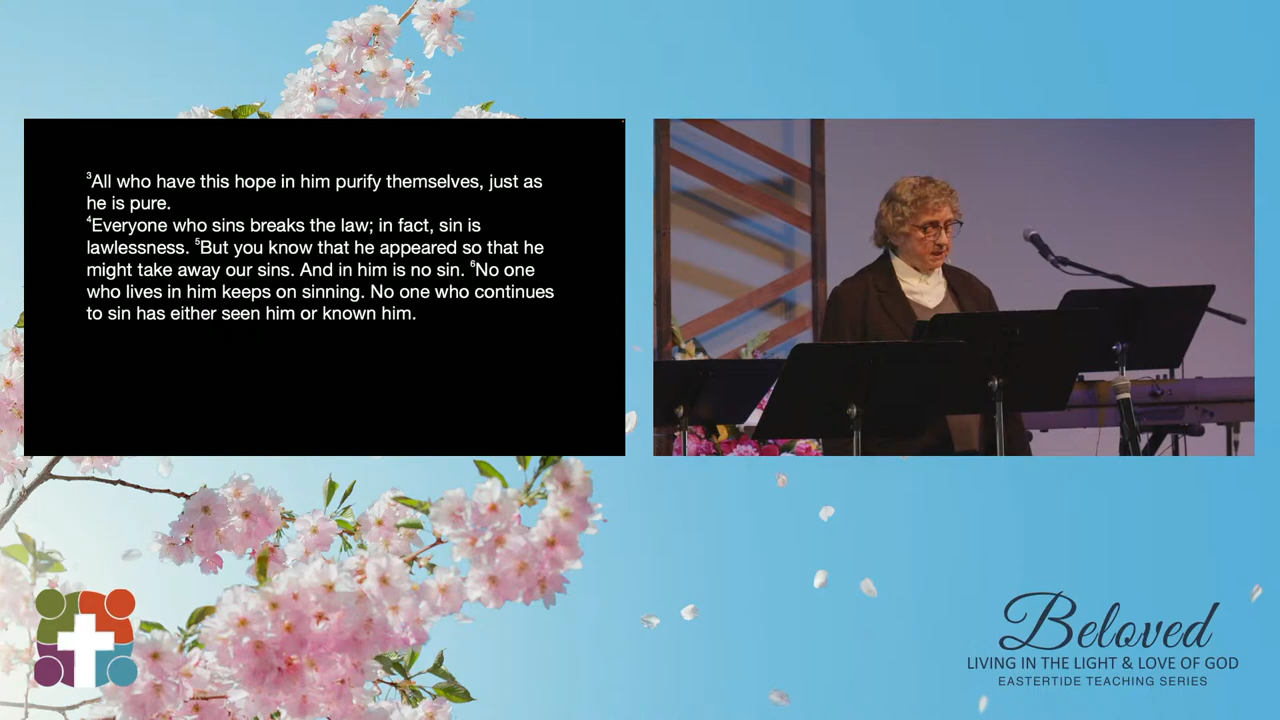 ³All who have this hope in him purify themselves, just as
he is pure.
⁴Everyone who sins breaks the law; in fact, sin is
lawlessness. ⁵But you know that he appeared so that he
might take away our sins. And in him is no sin. ⁶No one
who lives in him keeps on sinning. No one who continues
to sin has either seen him or known him.
Beloved
LIVING IN THE LIGHT & LOVE OF GOD
EASTERTIDE TEACHING SERIES